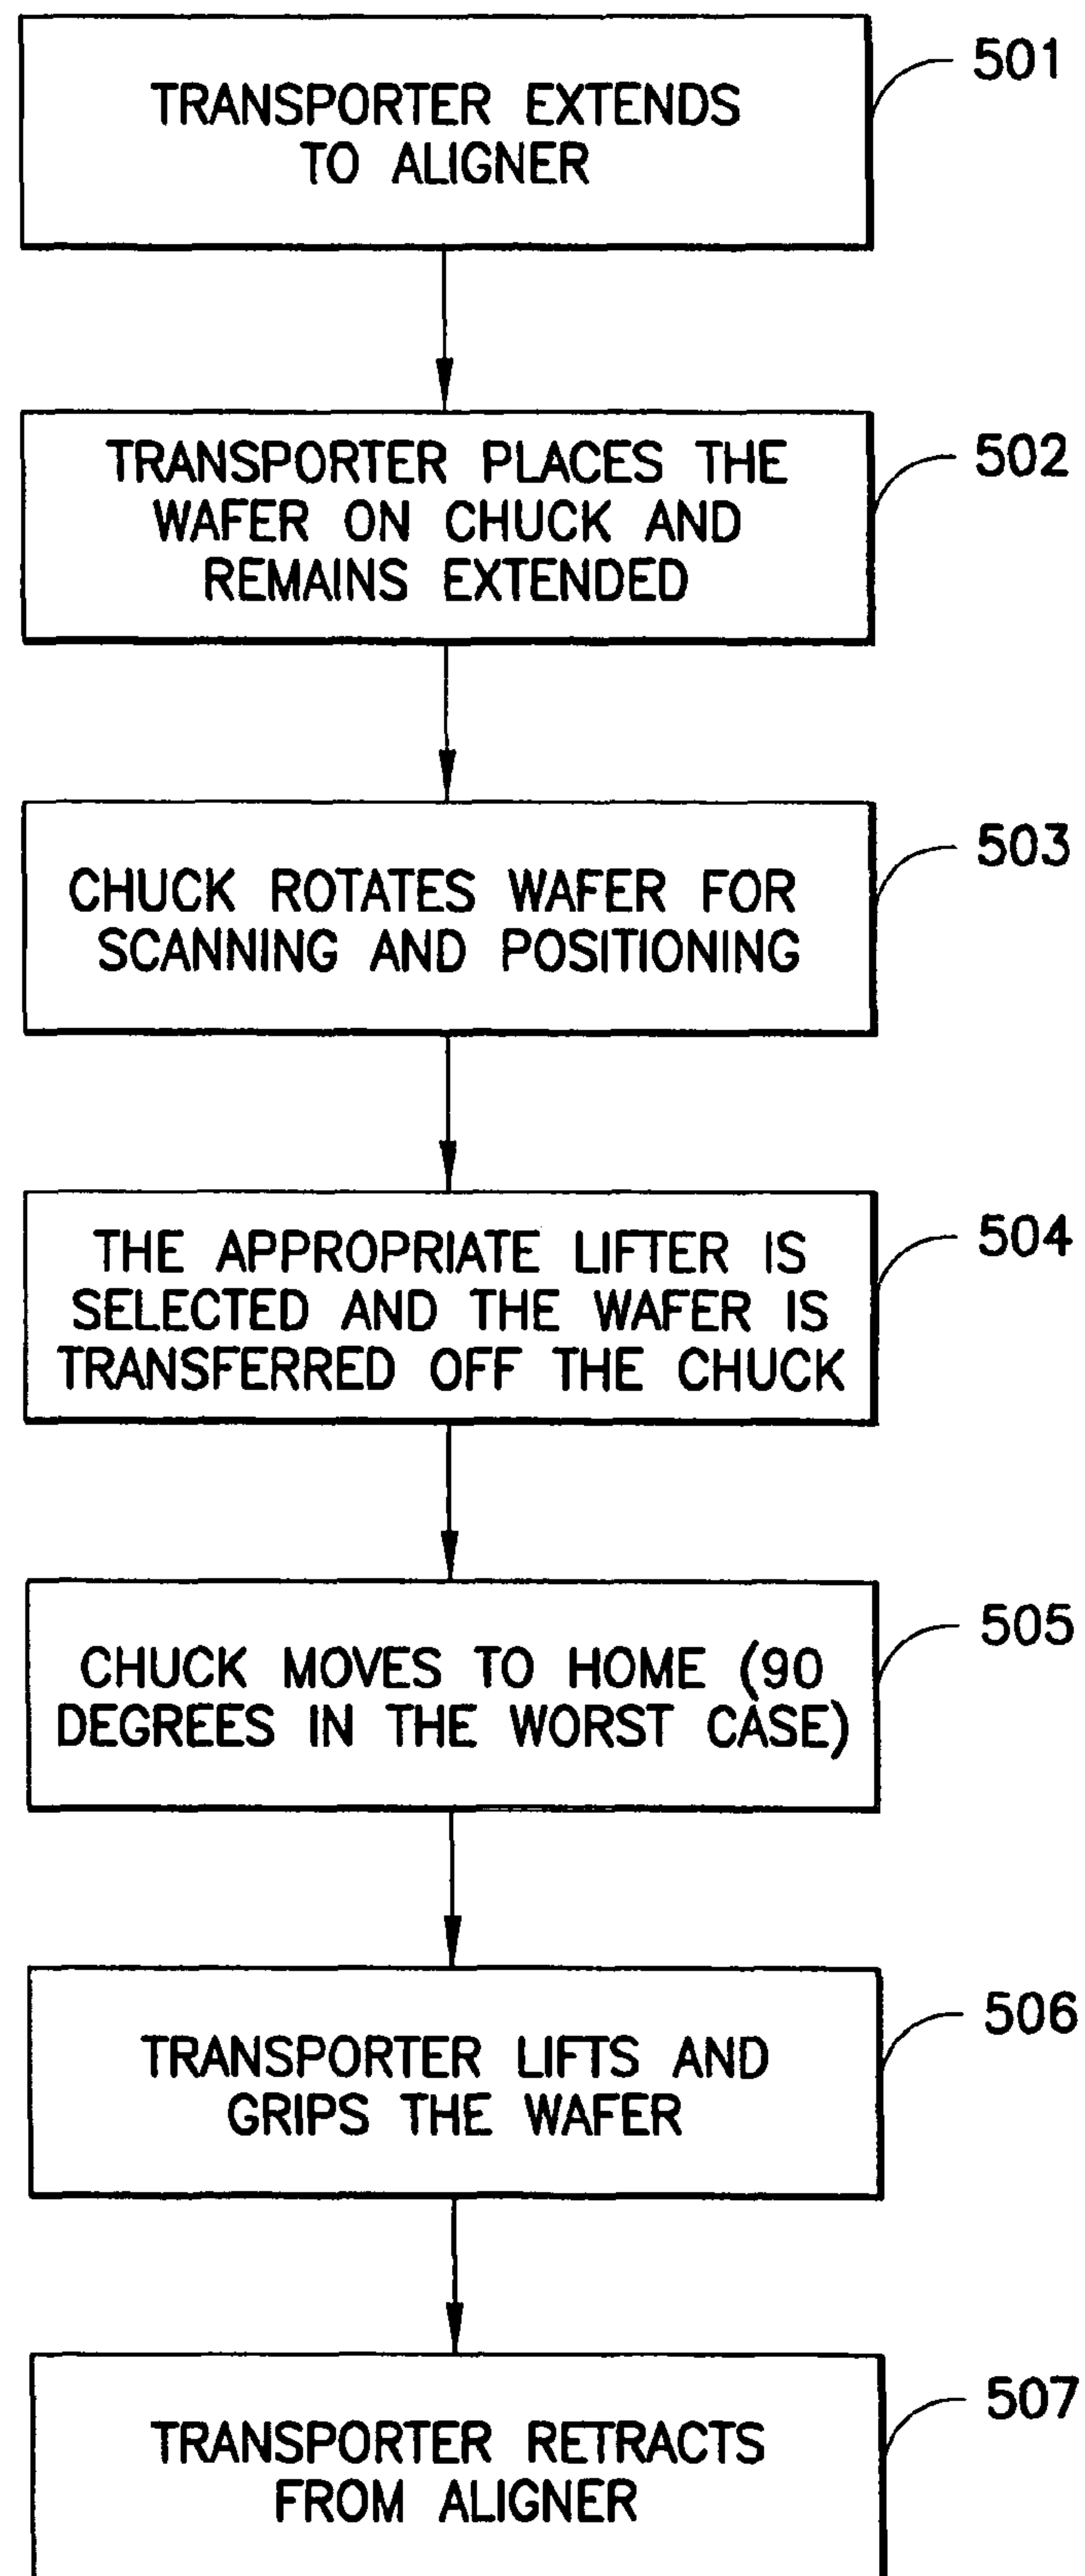 TRANSPORTER EXTENDS
TO ALIGNER
501
TRANSPORTER PLACES THE
WAFER ON CHUCK AND
REMAINS EXTENDED
502
CHUCK ROTATES WAFER FOR
SCANNING AND POSITIONING
503
THE APPROPRIATE LIFTER IS
SELECTED AND THE WAFER IS
TRANSFERRED OFF THE CHUCK
504
CHUCK MOVES TO HOME (90
DEGREES IN THE WORST CASE)
505
TRANSPORTER LIFTS AND
GRIPS THE WAFER
506
TRANSPORTER RETRACTS
FROM ALIGNER
507